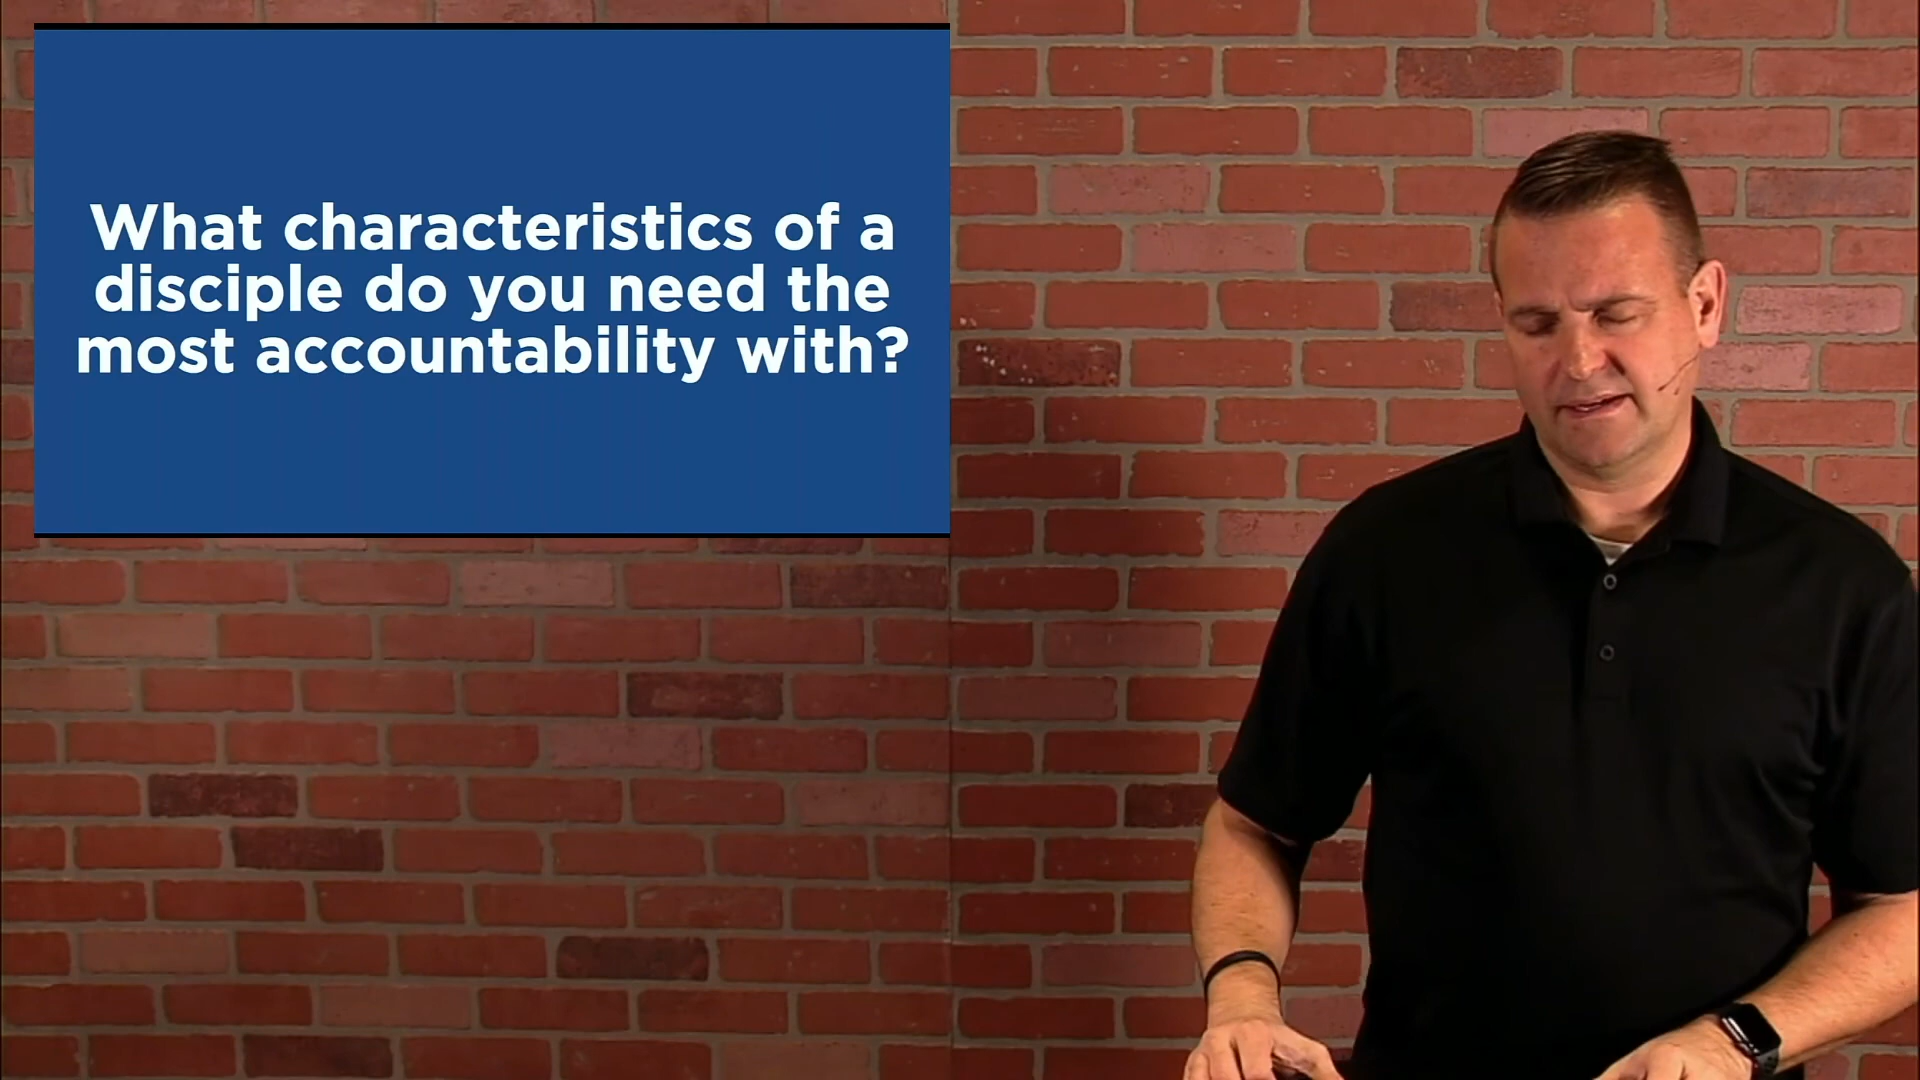 What characteristics of a
disciple do you need the
most accountability with?